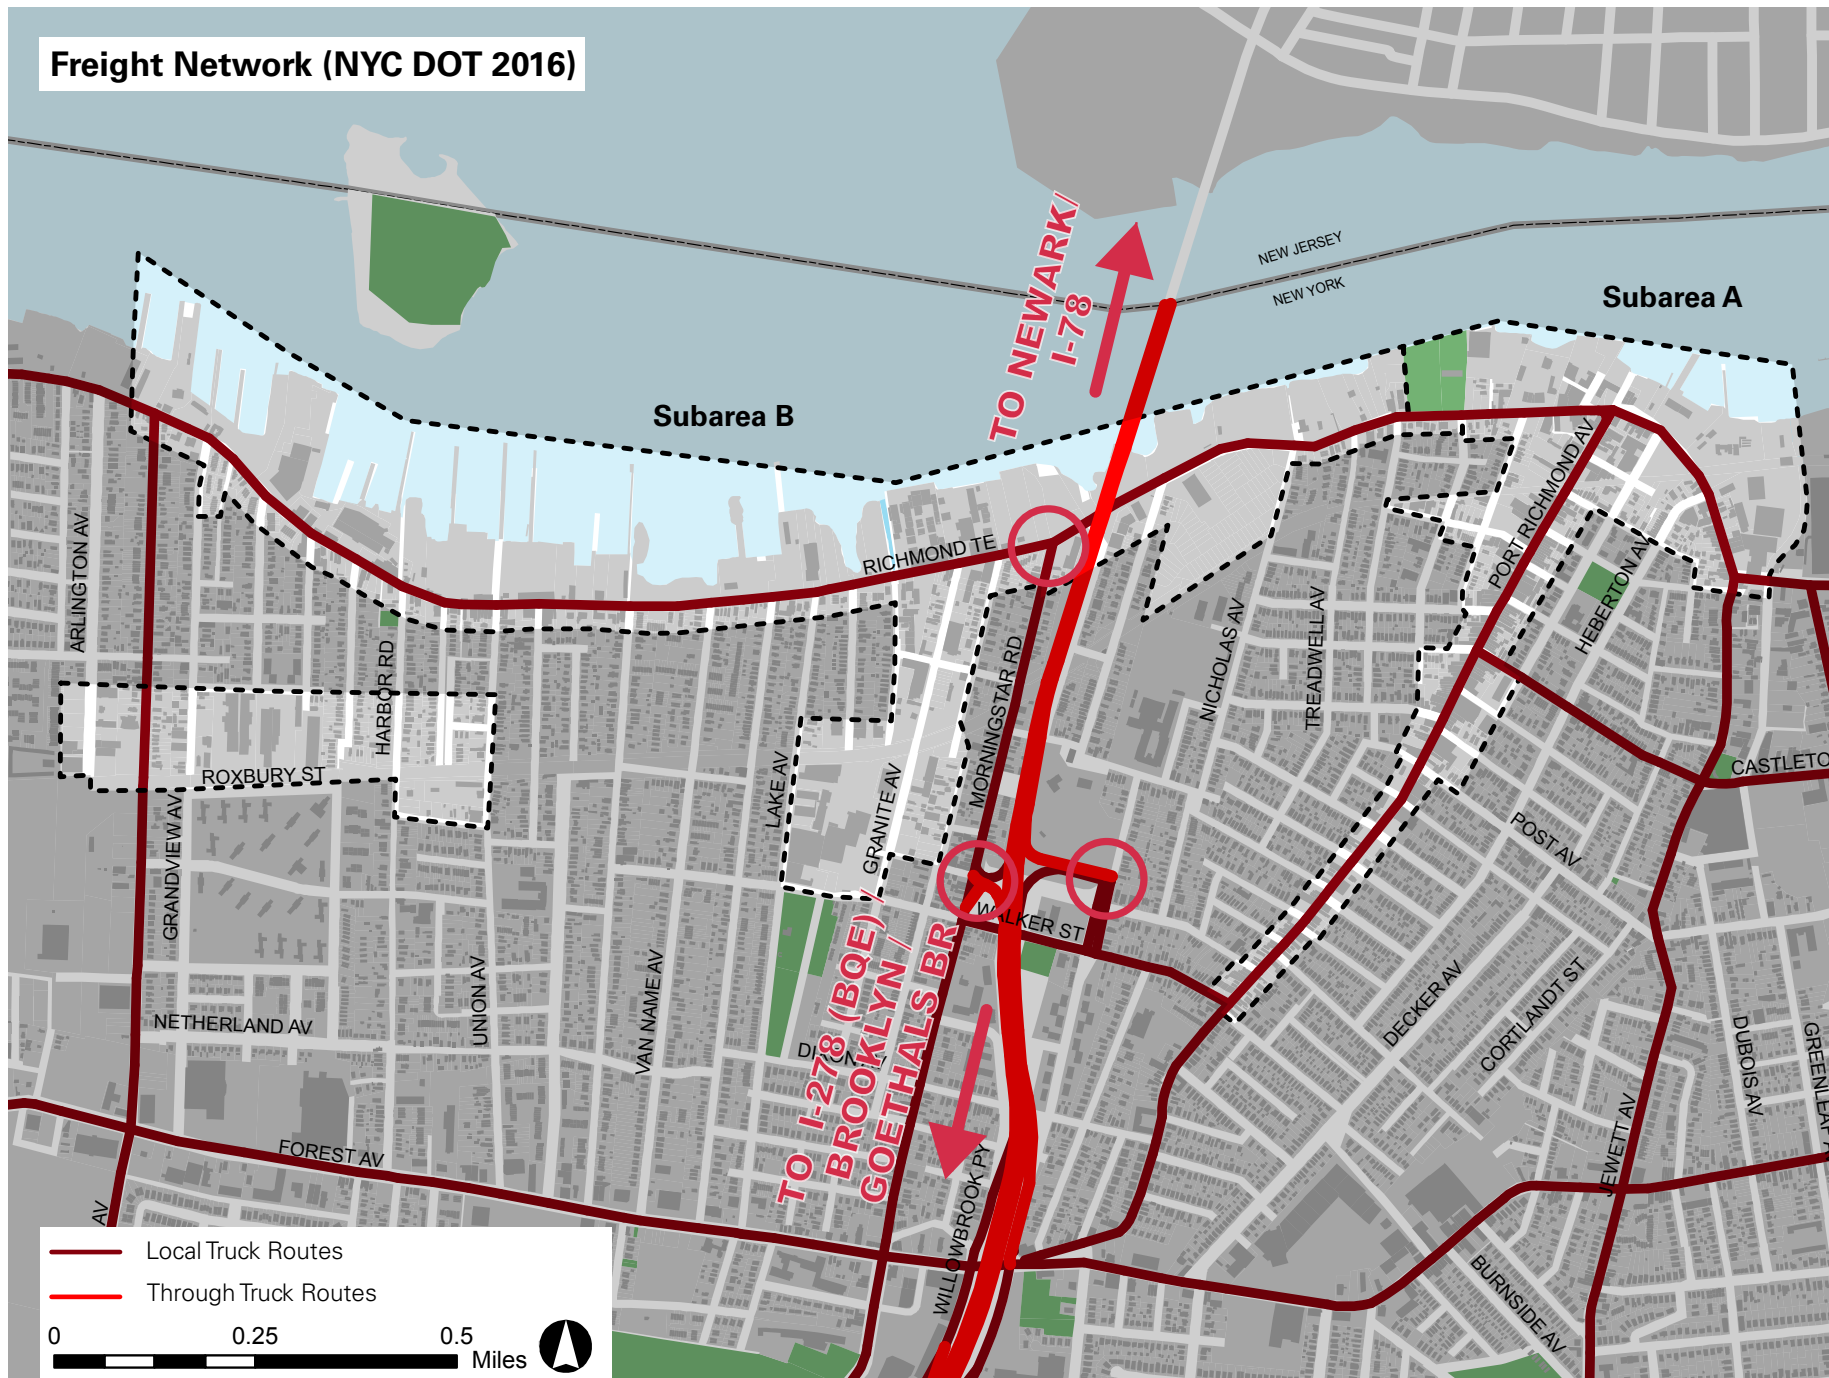 Freight Network (NYC DOT 2016)
TO NEWARK/
I-78
NEW JERSEY
NEW YORK
Subarea A
Subarea B
RICHMOND TE
PORT RICHMOND AV
HEBERTON AV
ARLINGTON AV
HARBOR RD
MORNINGSTAR RD
NICHOLAS AV
TREADWELL AV
ROXBURY ST
LAKE AV
GRANITE AV
CASTLETO
GRANDVIEW AV
POST AV
WALKER ST
TO I-278 (BQE) /
BROOKLYN /
GOETHALS BR
UNION AV
VAN NAME AV
DECKER AV
CORTLANDT ST
NETHERLAND AV
DUBOIS AV
JEWETT AV
FOREST AV
WILLOWBROOK PY
BURNSIDE AV
AV
Local Truck Routes
Through Truck Routes
0 0.25 0.5
Miles